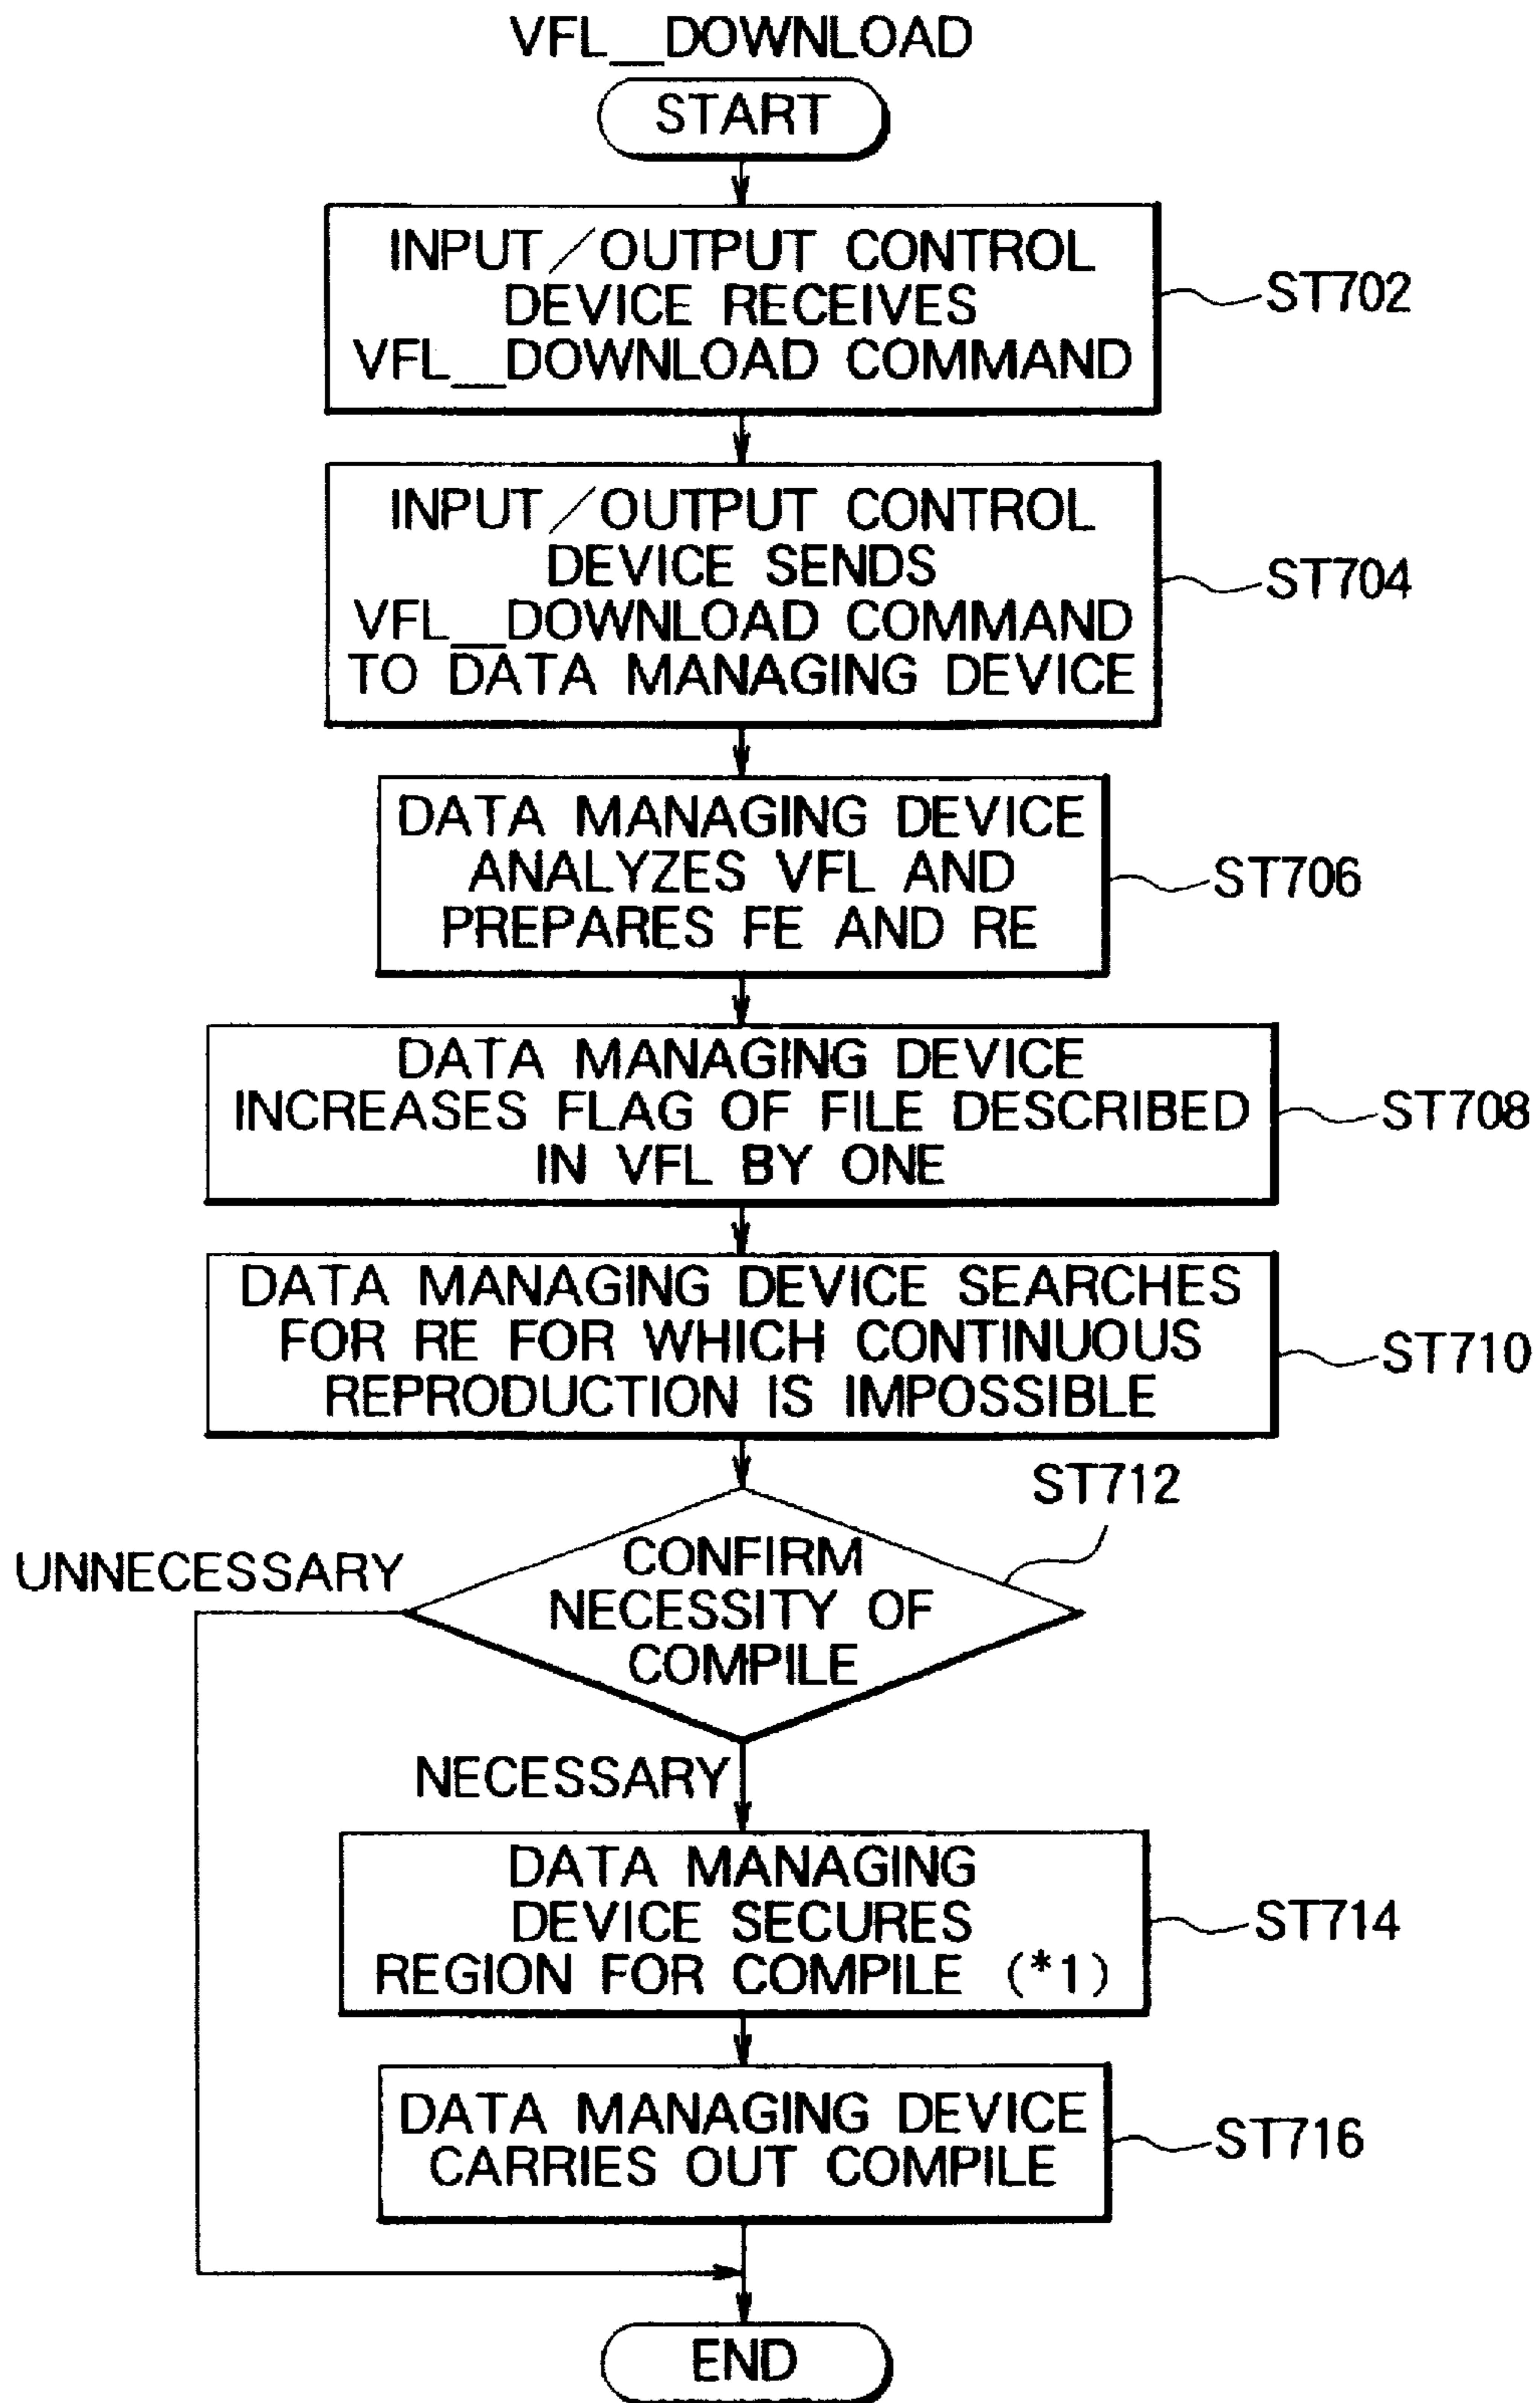 VFL__DOWNLOAD
START
INPUT/OUTPUT CONTROL
DEVICE RECEIVES
VFL__DOWNLOAD COMMAND
ST702
INPUT/OUTPUT CONTROL
DEVICE SENDS
VFL__DOWNLOAD COMMAND
TO DATA MANAGING DEVICE
ST704
DATA MANAGING DEVICE
ANALYZES VFL AND
PREPARES FE AND RE
ST706
DATA MANAGING DEVICE
INCREASES FLAG OF FILE DESCRIBED
IN VFL BY ONE
ST708
DATA MANAGING DEVICE SEARCHES
FOR RE FOR WHICH CONTINUOUS
REPRODUCTION IS IMPOSSIBLE
ST710
ST712
CONFIRM
NECESSITY OF
COMPILE
UNNECESSARY
NECESSARY
DATA MANAGING
DEVICE SECURES
REGION FOR COMPILE (*1)
ST714
DATA MANAGING DEVICE
CARRIES OUT COMPILE
ST716
END